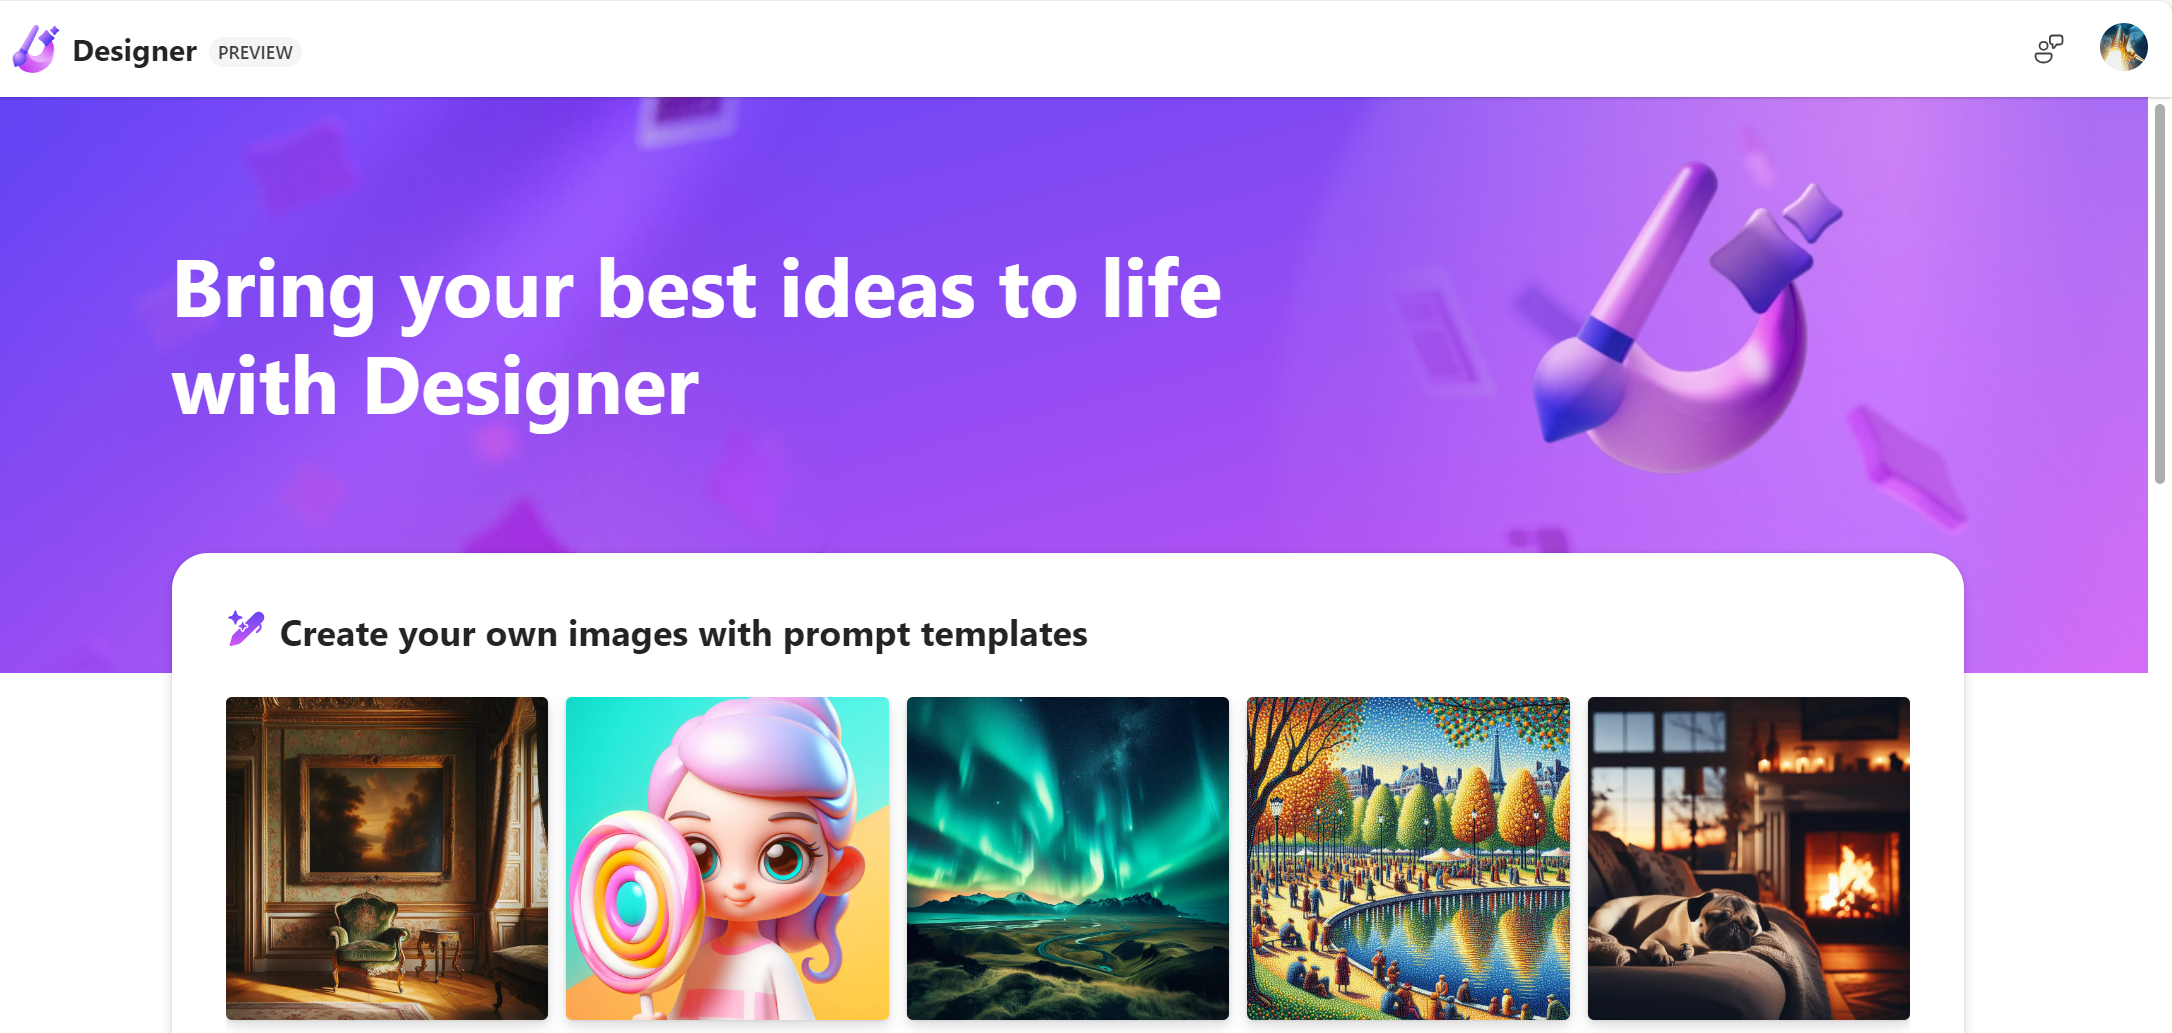 Designer PREVIEW
Bring your best ideas to life
with Designer
Create your own images with prompt templates